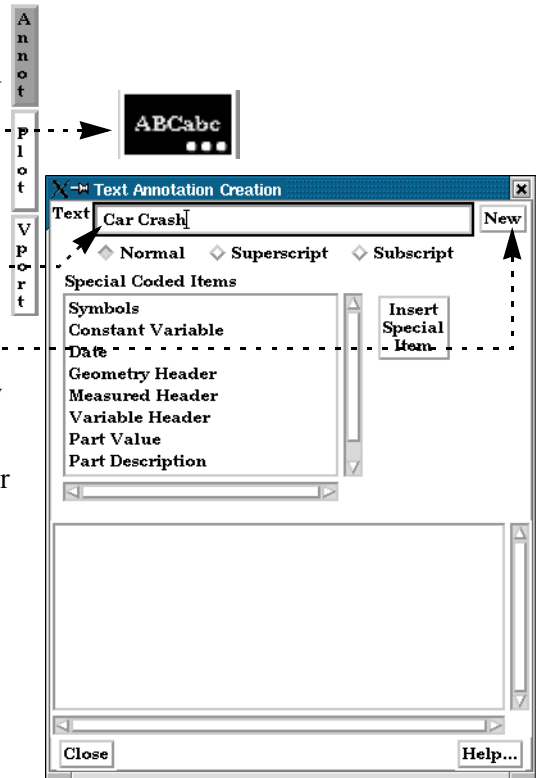 Annot
Plot
Vport
ABCabc
Text Annotation Creation
Text Car Crash New
Normal Superscript Subscript
Special Coded Items
Symbols
Constant Variable
Date
Geometry Header
Measured Header
Variable Header
Part Value
Part Description
Insert
Special
Item
Close Help...